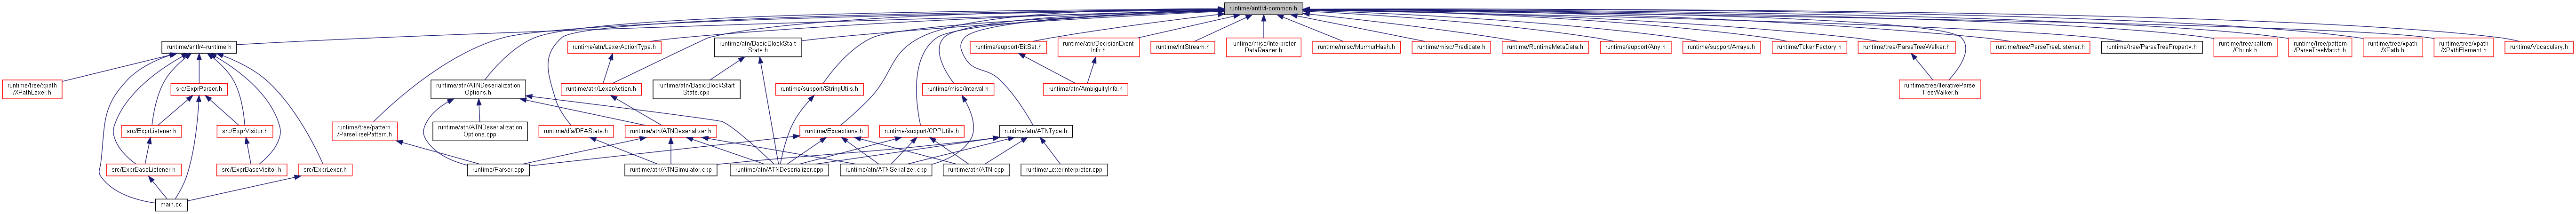 runtime/antlr4-common.h
runtime/antlr4-runtime.h
runtime/atn/LexerActionType.h
runtime/atn/BasicBlockStart
State.h
runtime/support/BitSet.h
runtime/atn/DecisionEvent
Info.h
runtime/IntStream.h
runtime/misc/Interpreter
DataReader.h
runtime/misc/MurmurHash.h
runtime/misc/Predicate.h
runtime/RuntimeMetaData.h
runtime/support/Any.h
runtime/support/Arrays.h
runtime/TokenFactory.h
runtime/tree/ParseTreeWalker.h
runtime/tree/ParseTreeListener.h
runtime/tree/ParseTreeProperty.h
runtime/tree/pattern
/Chunk.h
runtime/tree/pattern
/ParseTreeMatch.h
runtime/tree/xpath
/XPath.h
runtime/tree/xpath
/XPathElement.h
runtime/Vocabulary.h
runtime/tree/xpath
/XPathLexer.h
src/ExprParser.h
runtime/atn/ATNDeserialization
Options.h
runtime/atn/LexerAction.h
runtime/atn/BasicBlockStart
State.cpp
runtime/support/StringUtils.h
runtime/misc/Interval.h
runtime/atn/AmbiguityInfo.h
runtime/tree/IterativeParse
TreeWalker.h
src/ExprListener.h
src/ExprVisitor.h
runtime/tree/pattern
/ParseTreePattern.h
runtime/atn/ATNDeserialization
Options.cpp
runtime/dfa/DFAState.h
runtime/atn/ATNDeserializer.h
runtime/Exceptions.h
runtime/support/CPPUtils.h
runtime/atn/ATNType.h
src/ExprBaseListener.h
src/ExprBaseVisitor.h
src/ExprLexer.h
runtime/Parser.cpp
runtime/atn/ATNSimulator.cpp
runtime/atn/ATNDeserializer.cpp
runtime/atn/ATNSerializer.cpp
runtime/atn/ATN.cpp
runtime/LexerInterpreter.cpp
main.cc